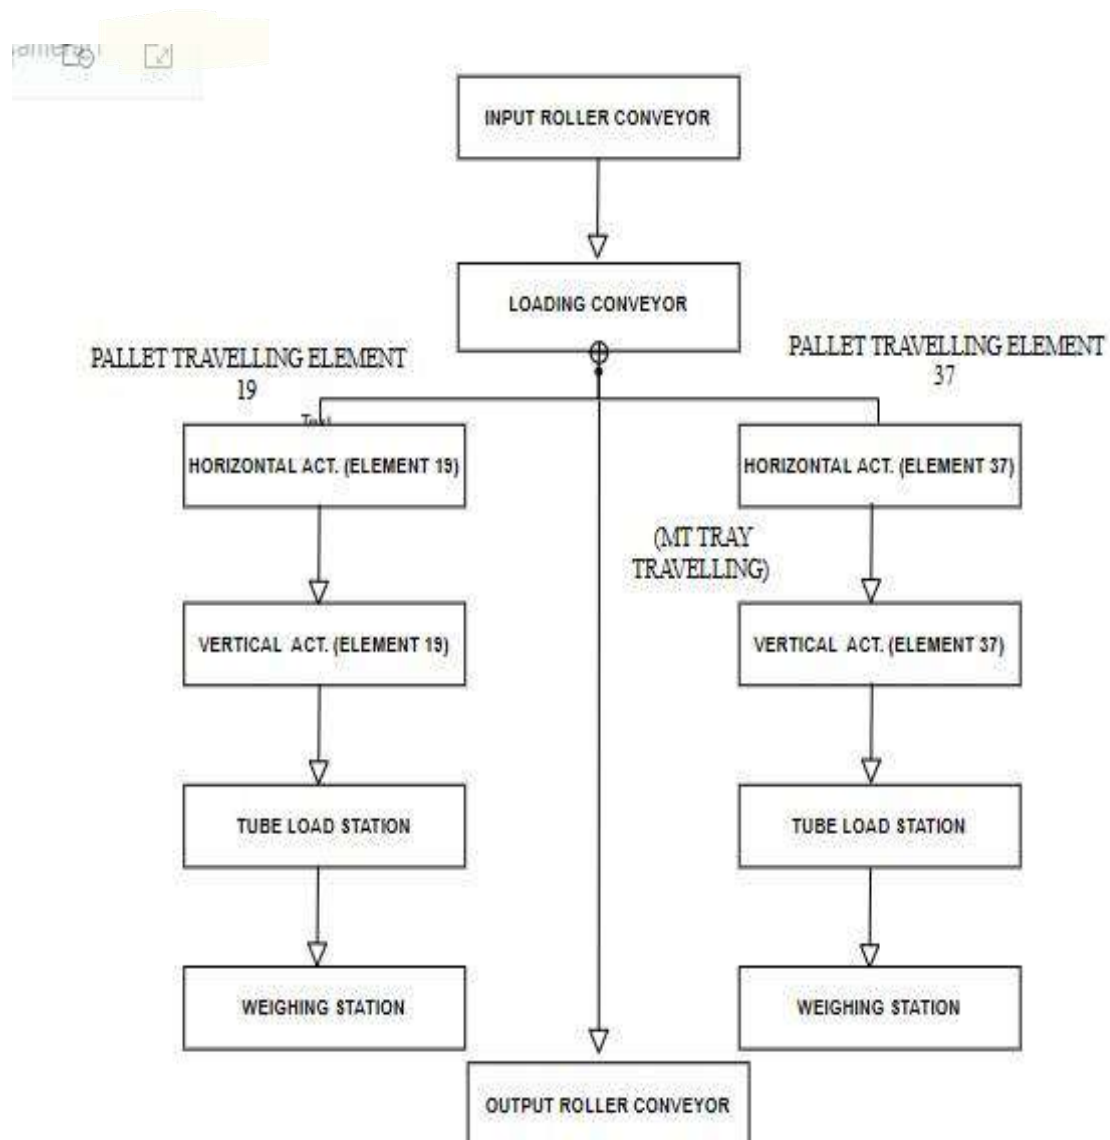 INPUT ROLLER CONVEYOR
LOADING CONVEYOR
PALLET TRAVELLING ELEMENT
19
PALLET TRAVELLING ELEMENT
37
HORIZONTAL ACT. (ELEMENT 19)
HORIZONTAL ACT. (ELEMENT 37)
(MT TRAY
TRAVELLING)
VERTICAL ACT. (ELEMENT 19)
VERTICAL ACT. (ELEMENT 37)
TUBE LOAD STATION
TUBE LOAD STATION
WEIGHING STATION
WEIGHING STATION
OUTPUT ROLLER CONVEYOR